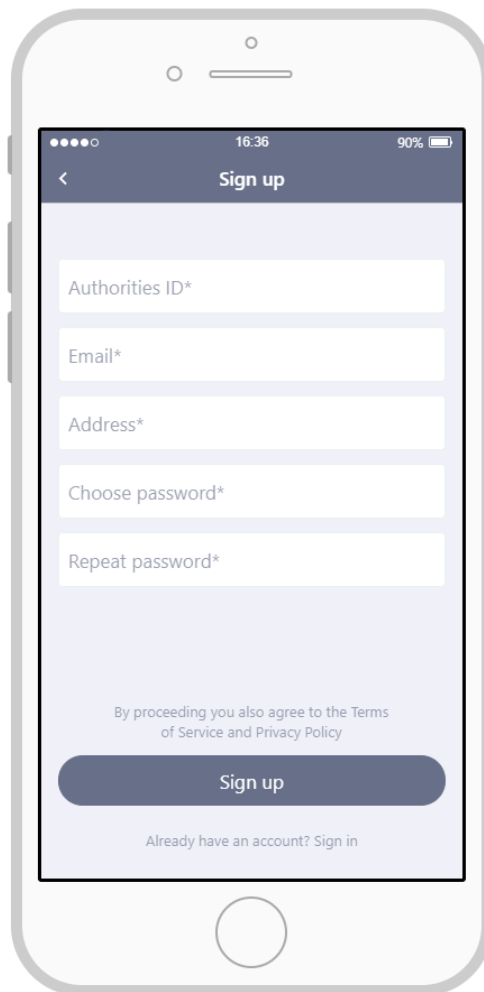 16:36
90%
Sign up
Authorities ID*
Email*
Address*
Choose password*
Repeat password*
By proceeding you also agree to the Terms
of Service and Privacy Policy
Sign up
Already have an account? Sign in